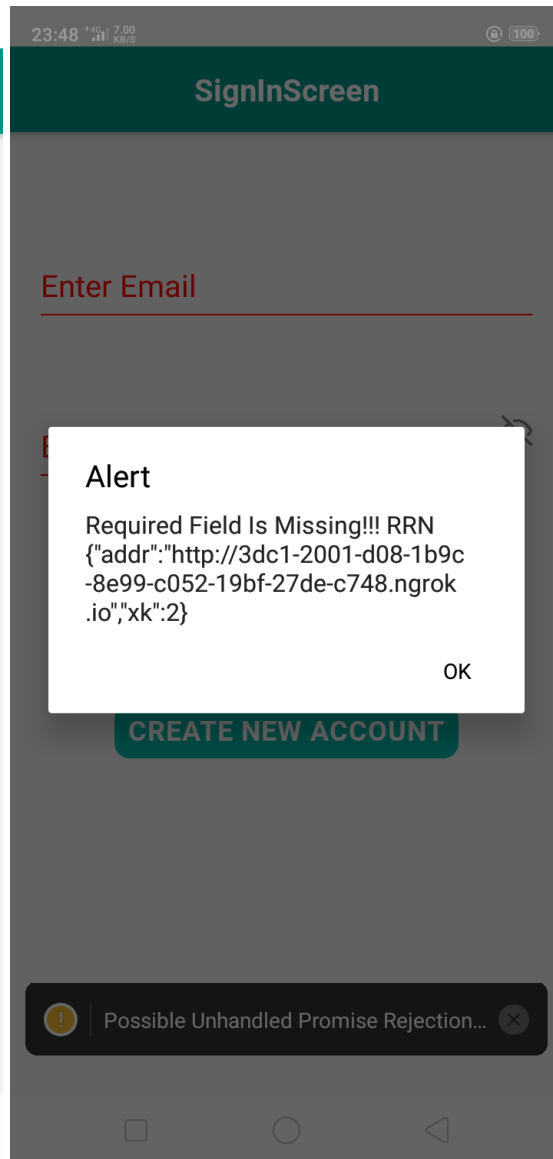 23:48 4G 7.00 KB/S 100
SignInScreen
Enter Email
E
Alert
Required Field Is Missing!!! RRN
{"addr":"http://3dc1-2001-d08-1b9c
-8e99-c052-19bf-27de-c748.ngrok
.io","xk":2}
OK
CREATE NEW ACCOUNT
Possible Unhandled Promise Rejection...